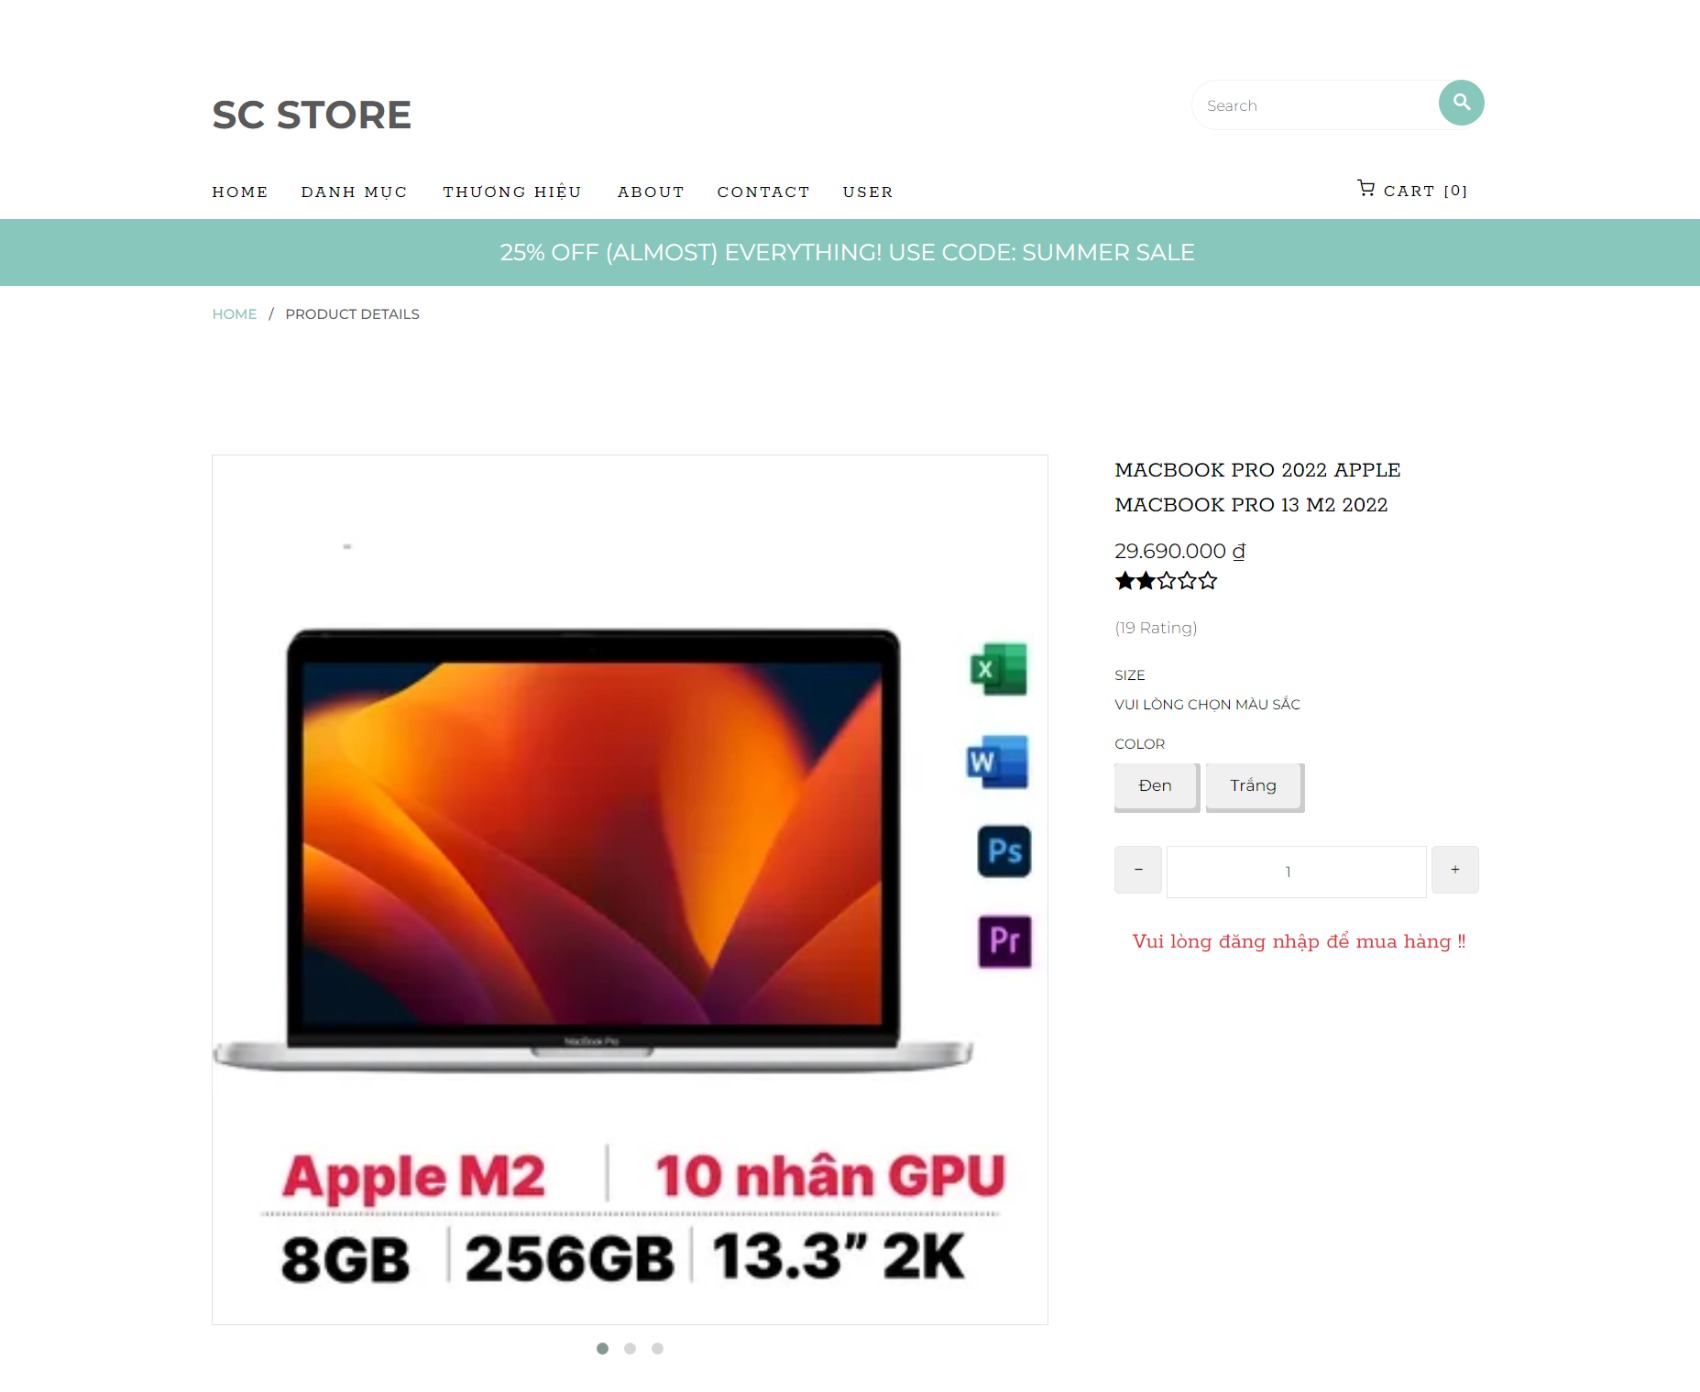 SC STORE
Search
HOME DANH MỤC THƯƠNG HIỆU ABOUT CONTACT USER
CART [0]
25% OFF (ALMOST) EVERYTHING! USE CODE: SUMMER SALE
HOME / PRODUCT DETAILS
MACBOOK PRO 2022 APPLE
MACBOOK PRO 13 M2 2022
29.690.000 ₫
(19 Rating)
SIZE
VUI LÒNG CHỌN MÀU SẮC
COLOR
Đen Trắng
- 1 +
Vui lòng đăng nhập để mua hàng !!
X
W
Ps
Pr
MacBook Pro
Apple M2 | 10 nhân GPU
8GB | 256GB | 13.3” 2K